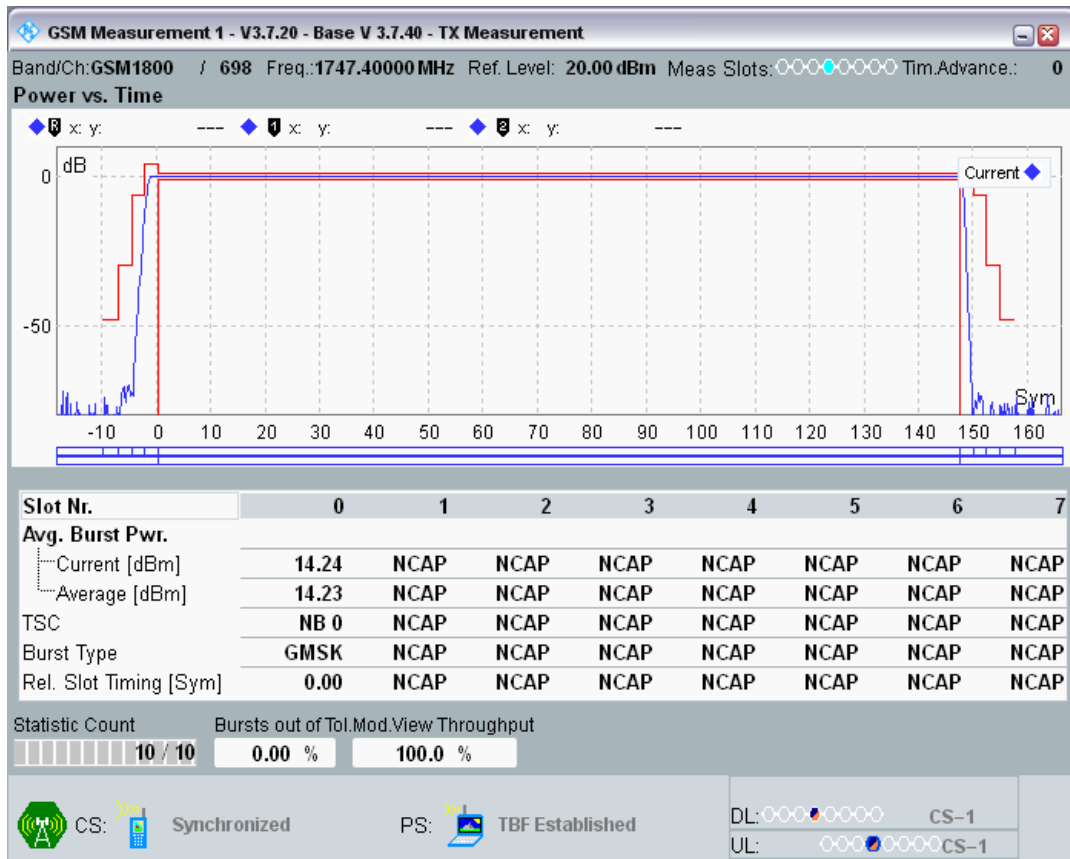 GSM Measurement 1 - V3.7.20 - Base V 3.7.40 - TX Measurement
Band/Ch:GSM1800 / 698 Freq.:1747.40000 MHz Ref. Level: 20.00 dBm Meas Slots: Tim.Advance.: 0
Power vs. Time
R x: y: --- 1 x: y: --- 2 x: y: ---
dB
Current
0
-50
Sym
-10 0 10 20 30 40 50 60 70 80 90 100 110 120 130 140 150 160
Slot Nr. 0 1 2 3 4 5 6 7
Avg. Burst Pwr.
Current [dBm] 14.24 NCAP NCAP NCAP NCAP NCAP NCAP NCAP
Average [dBm] 14.23 NCAP NCAP NCAP NCAP NCAP NCAP NCAP
TSC NB 0 NCAP NCAP NCAP NCAP NCAP NCAP NCAP
Burst Type GMSK NCAP NCAP NCAP NCAP NCAP NCAP NCAP
Rel. Slot Timing [Sym] 0.00 NCAP NCAP NCAP NCAP NCAP NCAP NCAP
Statistic Count Bursts out of Tol.Mod.View Throughput
10 / 10 0.00 % 100.0 %
CS: Synchronized PS: TBF Established DL: CS-1
UL: CS-1